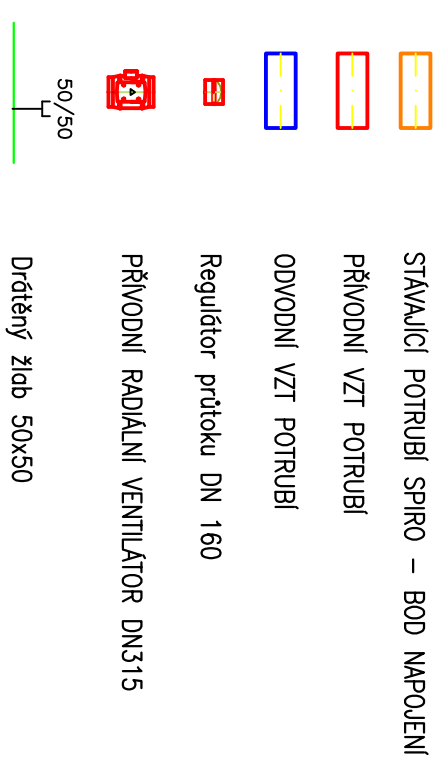 STÁVAJÍCÍ POTRUBÍ SPIRO – BOD NAPOJENÍ
PŘÍVODNÍ VZT POTRUBÍ
ODVODNÍ VZT POTRUBÍ
Regulátor průtoku DN 160
PŘÍVODNÍ RADIÁLNÍ VENTILÁTOR DN315
50/50
Drátěný žlab 50x50